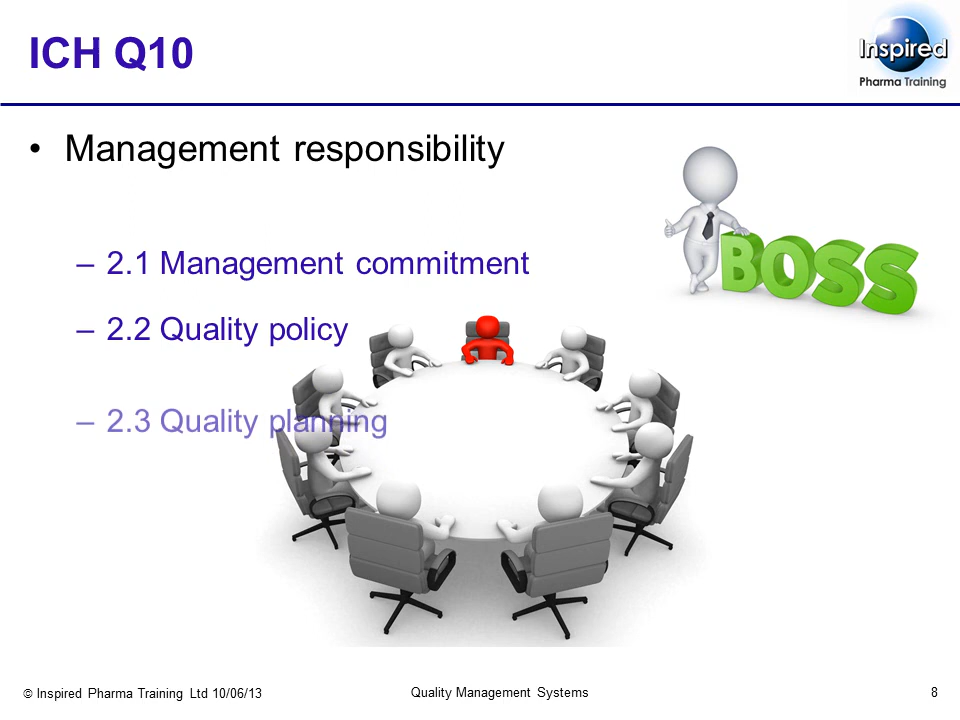 ICH Q10
Inspired
Pharma Training
• Management responsibility
BOSS
– 2.1 Management commitment
– 2.2 Quality policy
– 2.3 Quality planning
© Inspired Pharma Training Ltd 10/06/13
Quality Management Systems
8